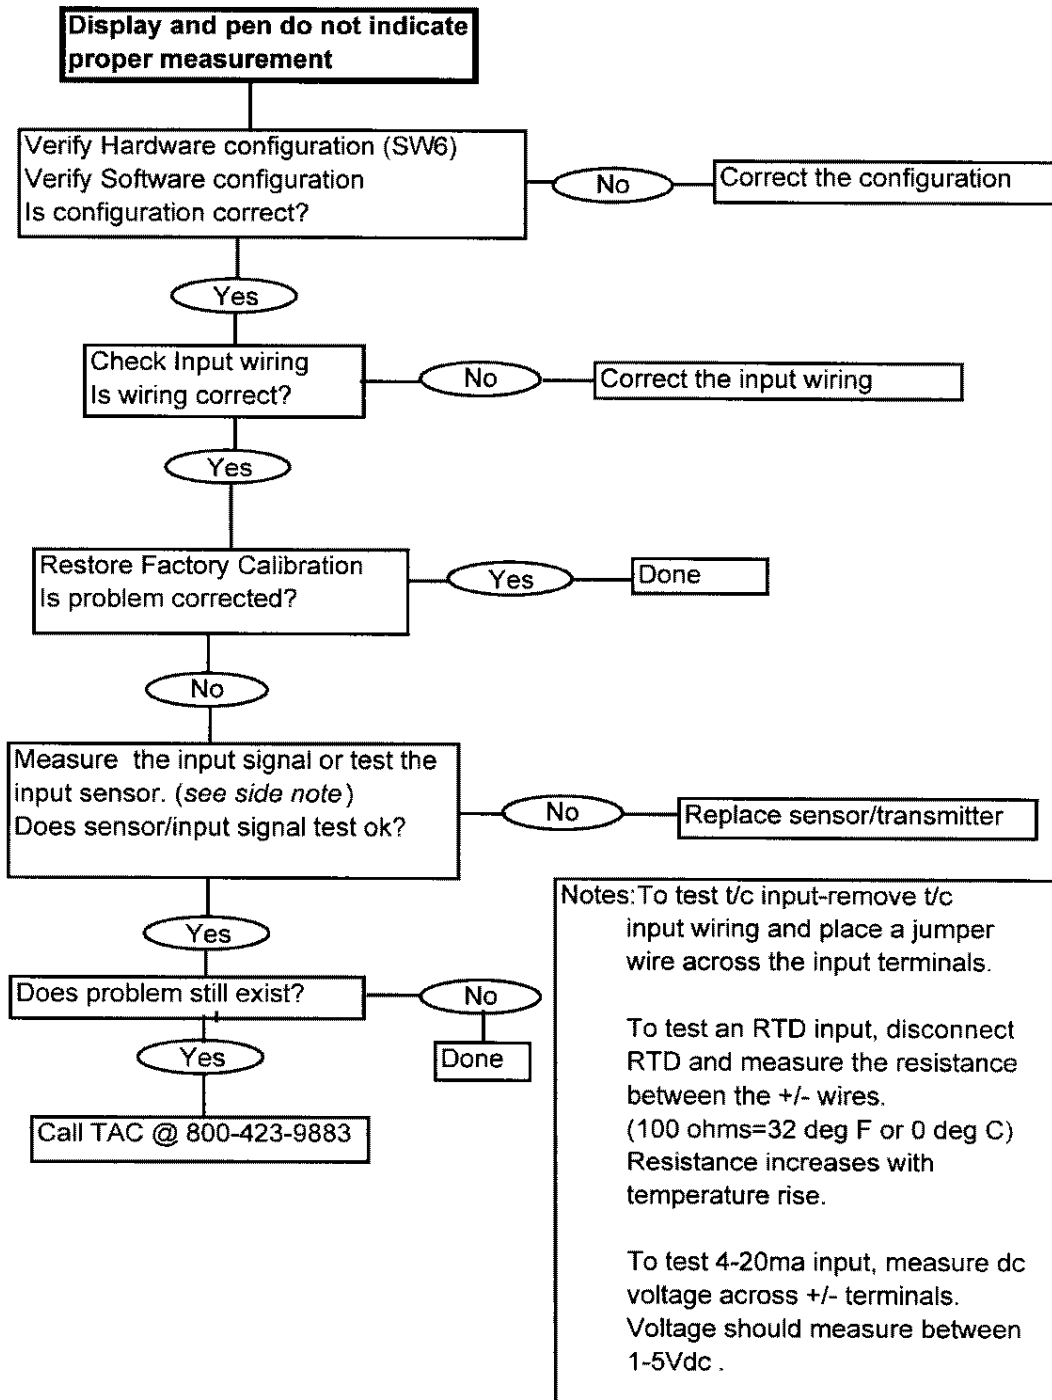 Display and pen do not indicate
proper measurement
Verify Hardware configuration (SW6)
Verify Software configuration
Is configuration correct?
No
Correct the configuration
Yes
Check Input wiring
Is wiring correct?
No
Correct the input wiring
Yes
Restore Factory Calibration
Is problem corrected?
Yes
Done
No
Measure the input signal or test the
input sensor. (see side note)
Does sensor/input signal test ok?
No
Replace sensor/transmitter
Yes
Does problem still exist?
No
Done
Yes
Call TAC @ 800-423-9883
Notes:To test t/c input-remove t/c
input wiring and place a jumper
wire across the input terminals.
To test an RTD input, disconnect
RTD and measure the resistance
between the +/- wires.
(100 ohms=32 deg F or 0 deg C)
Resistance increases with
temperature rise.
To test 4-20ma input, measure dc
voltage across +/- terminals.
Voltage should measure between
1-5Vdc .